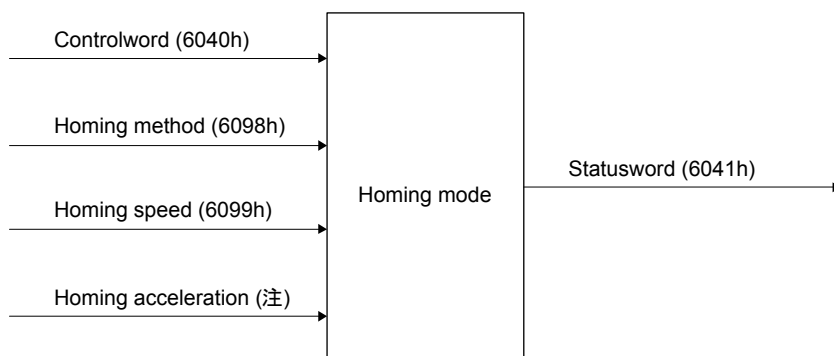 Controlword (6040h)
Homing method (6098h)
Homing speed (6099h)
Homing acceleration (注)
Homing mode
Statusword (6041h)